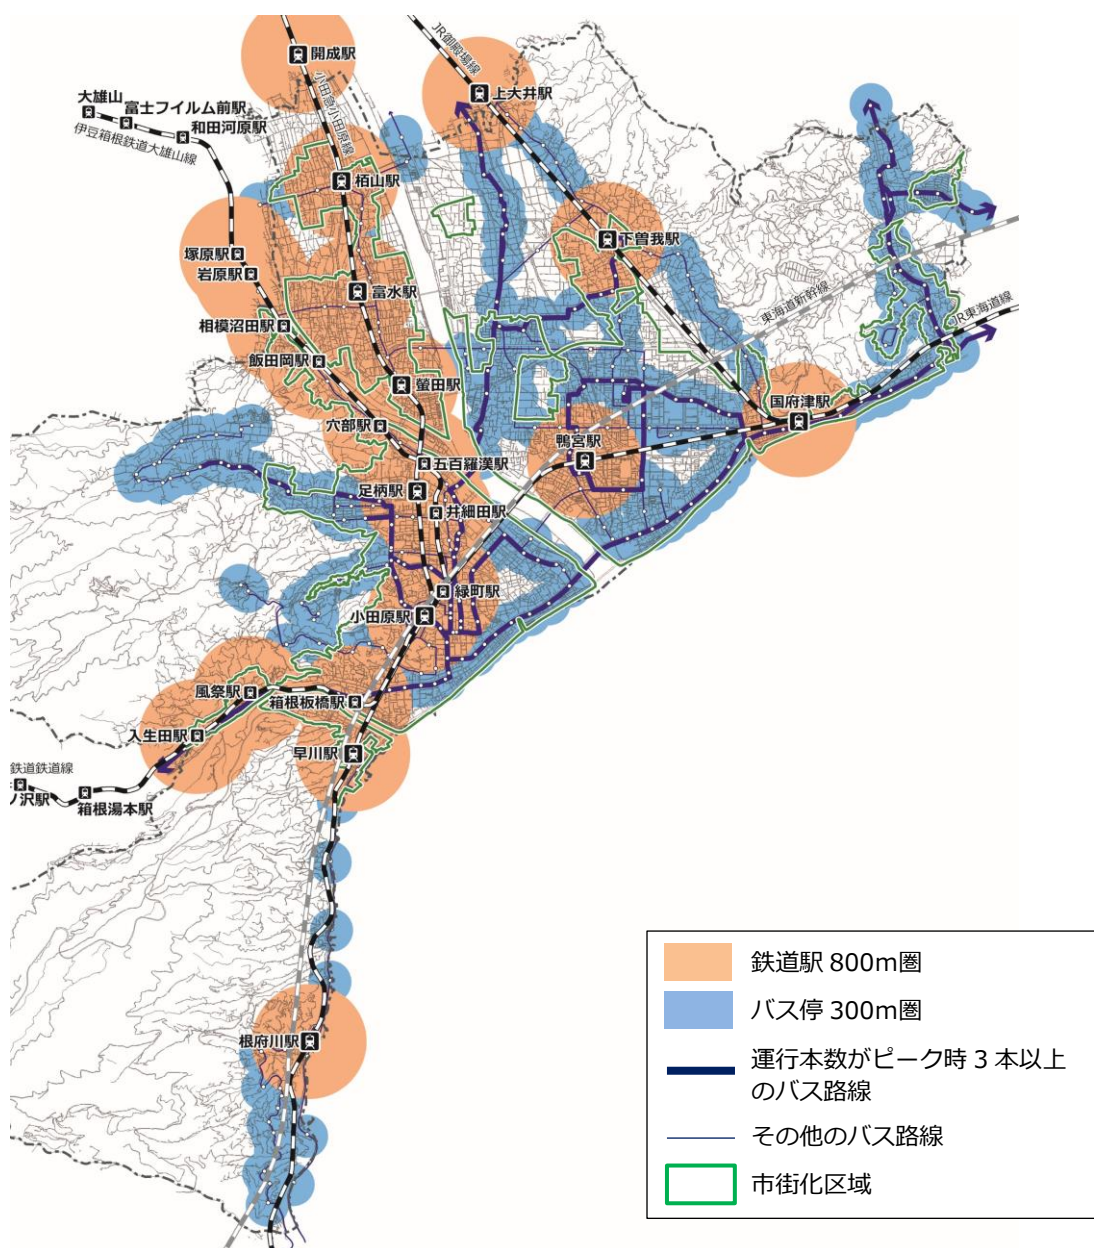 開成駅
JR御殿場線
小田急小田原線
上大井駅
大雄山
富士フイルム前駅
和田河原駅
伊豆箱根鉄道大雄山線
栢山駅
下曽我駅
塚原駅
岩原駅
富水駅
東海道新幹線
相模沼田駅
JR東海道線
飯田岡駅
螢田駅
国府津駅
穴部駅
鴨宮駅
五百羅漢駅
足柄駅
井細田駅
緑町駅
小田原駅
風祭駅
箱根板橋駅
入生田駅
早川駅
鉄道鉄道線
ノ沢駅
箱根湯本駅
根府川駅
鉄道駅 800m圏
バス停 300m圏
運行本数がピーク時 3 本以上
のバス路線
その他のバス路線
市街化区域